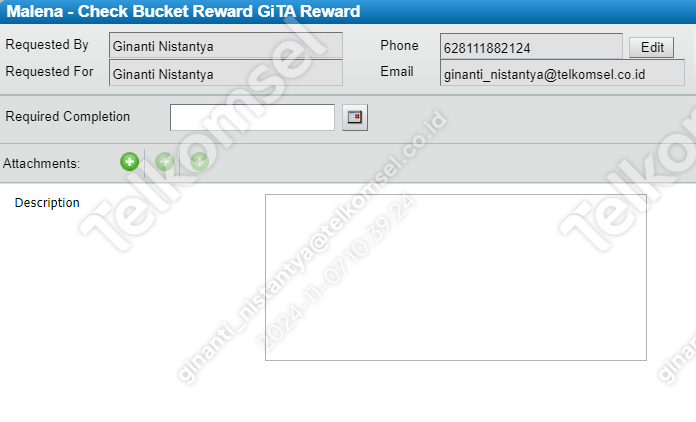 Malena - Check Bucket Reward GiTA Reward
Requested By Ginanti Nistantya Phone 628111882124 Edit
Requested For Ginanti Nistantya Email ginanti_nistantya@telkomsel.co.id
Required Completion
Attachments:
Description
Telkomsel
ginanti_nistantya@telkomsel.co.id
2024-11-07 10:39:24
Telkomsel
ginanti